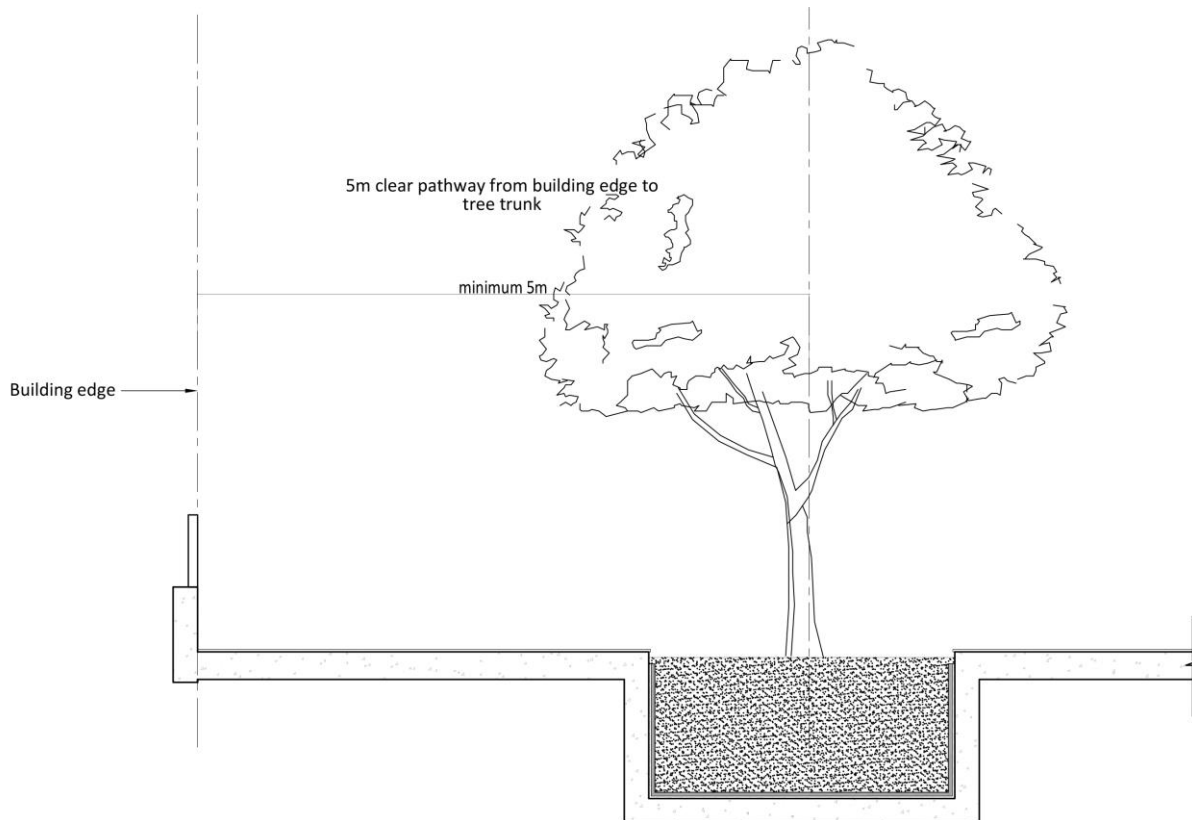 5m clear pathway from building edge to
tree trunk
minimum 5m
Building edge